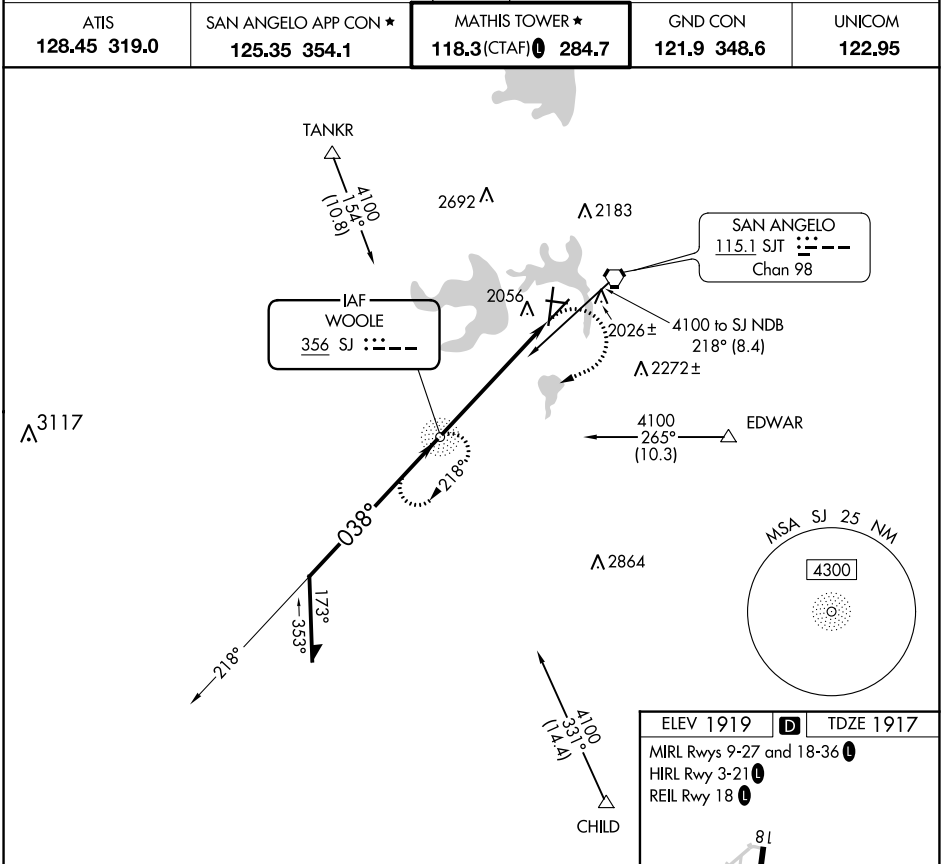 ATIS
128.45 319.0
SAN ANGELO APP CON ★
125.35 354.1
MATHIS TOWER ★
118.3(CTAF) L 284.7
GND CON
121.9 348.6
UNICOM
122.95
TANKR
4100
154°
(10.8)
2692
2183
SAN ANGELO
115.1 SJT
Chan 98
IAF
WOOLE
356 SJ
2056
2026±
4100 to SJ NDB
218° (8.4)
2272±
3117
4100
265°
(10.3)
EDWAR
218°
038°
2864
MSA SJ 25 NM
4300
173°
353°
218°
4100
331°
(14.4)
CHILD
ELEV 1919 D TDZE 1917
MIRL Rwys 9-27 and 18-36 L
HIRL Rwy 3-21 L
REIL Rwy 18 L
18